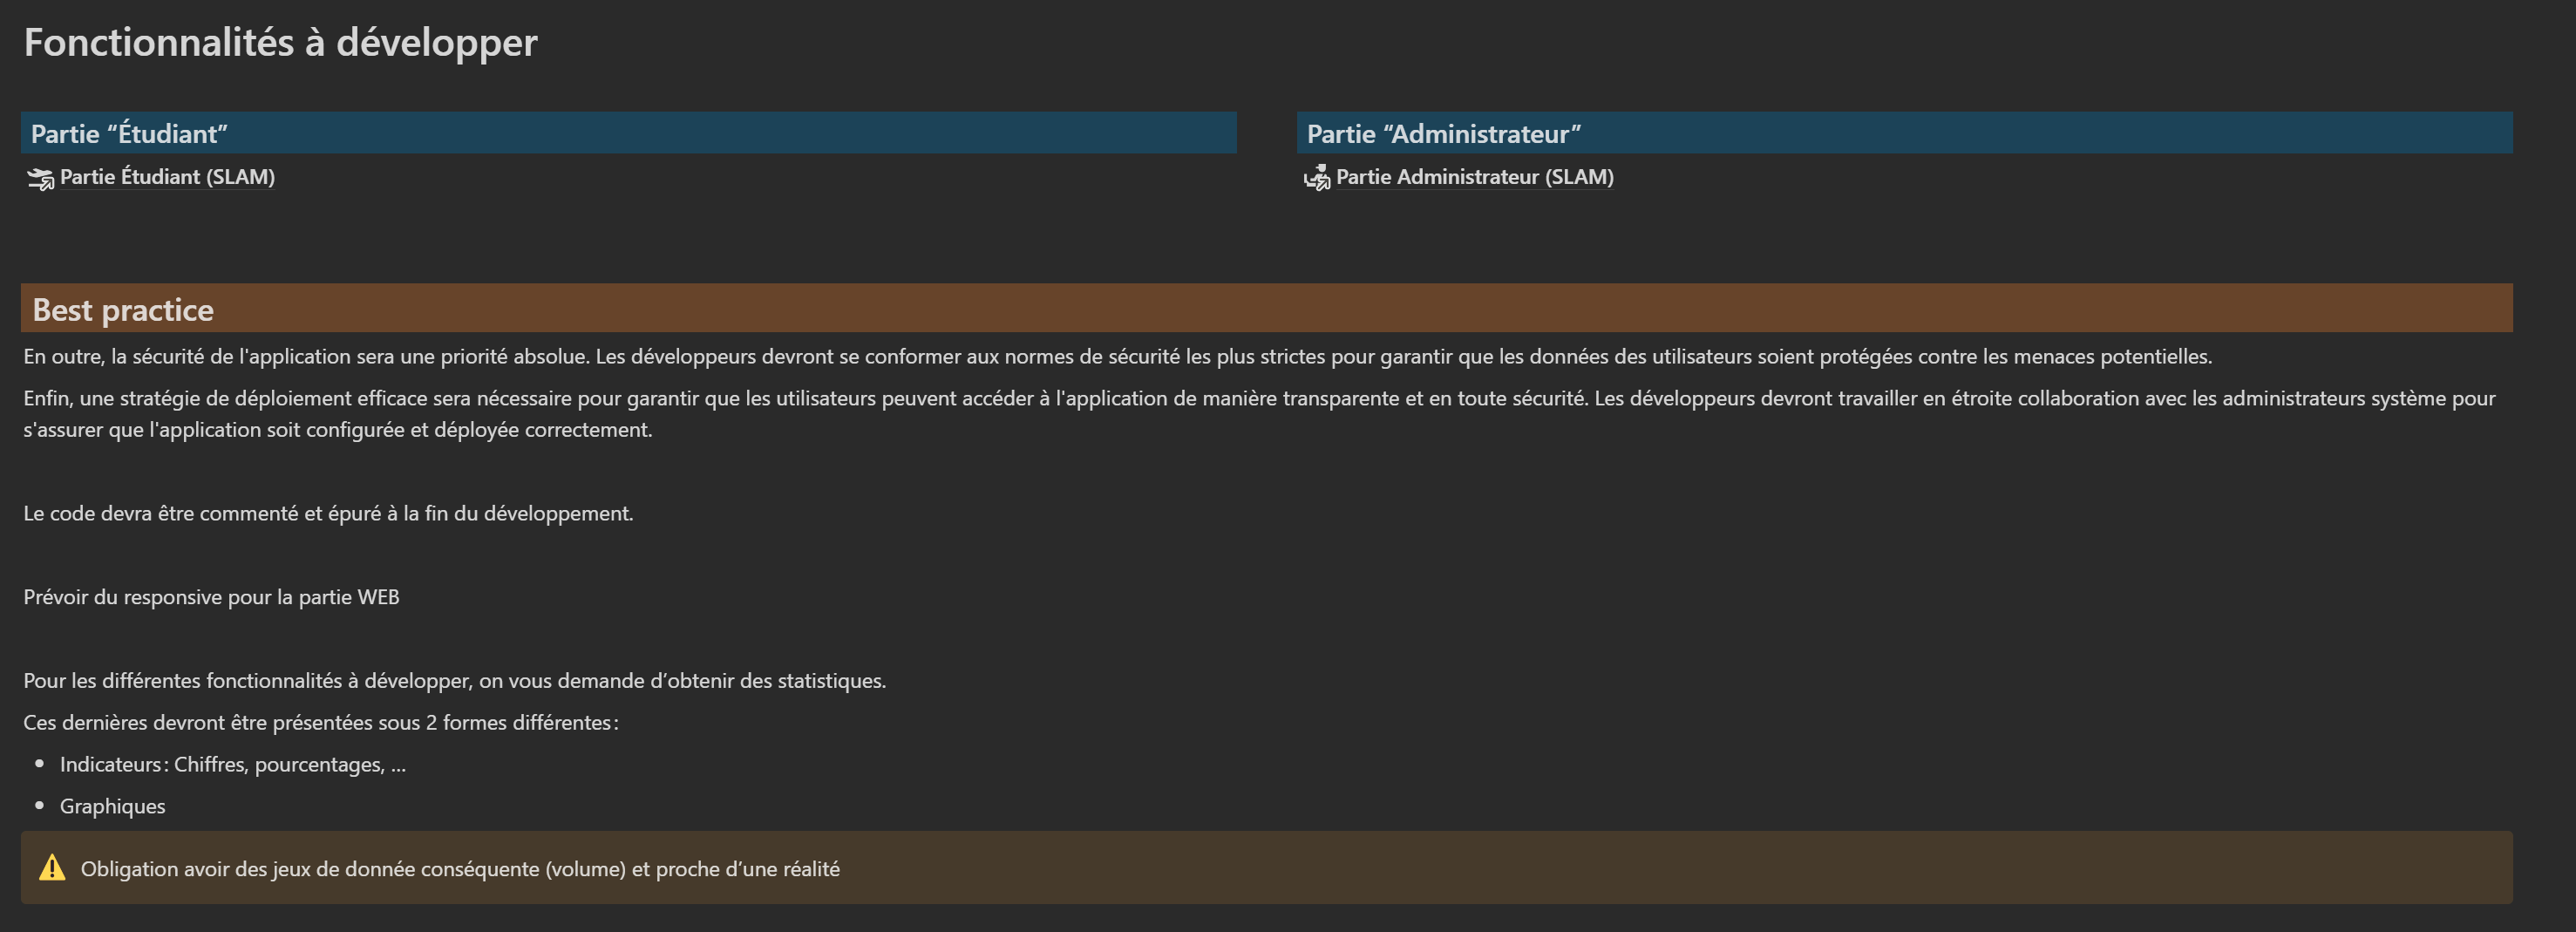 Fonctionnalités à développer
Partie “Étudiant”
Partie Étudiant (SLAM)
Partie “Administrateur”
Partie Administrateur (SLAM)
Best practice
En outre, la sécurité de l'application sera une priorité absolue. Les développeurs devront se conformer aux normes de sécurité les plus strictes pour garantir que les données des utilisateurs soient protégées contre les menaces potentielles.
Enfin, une stratégie de déploiement efficace sera nécessaire pour garantir que les utilisateurs peuvent accéder à l'application de manière transparente et en toute sécurité. Les développeurs devront travailler en étroite collaboration avec les administrateurs système pour
s'assurer que l'application soit configurée et déployée correctement.
Le code devra être commenté et épuré à la fin du développement.
Prévoir du responsive pour la partie WEB
Pour les différentes fonctionnalités à développer, on vous demande d’obtenir des statistiques.
Ces dernières devront être présentées sous 2 formes différentes :
• Indicateurs : Chiffres, pourcentages, …
• Graphiques
Obligation avoir des jeux de donnée conséquente (volume) et proche d’une réalité